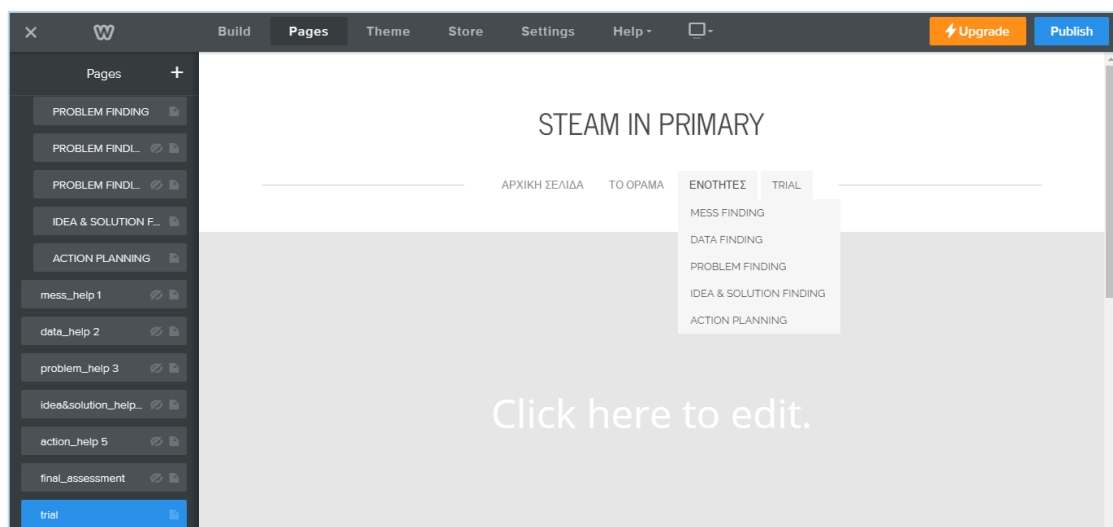 Build Pages Theme Store Settings Help Upgrade Publish
Pages +
PROBLEM FINDING
PROBLEM FINDI...
PROBLEM FINDI...
IDEA & SOLUTION F...
ACTION PLANNING
mess_help 1
data_help 2
problem_help 3
idea&solution_help...
action_help 5
final_assessment
trial
STEAM IN PRIMARY
ΑΡΧΙΚΗ ΣΕΛΙΔΑ ΤΟ ΟΡΑΜΑ ΕΝΟΤΗΤΕΣ TRIAL
MESS FINDING
DATA FINDING
PROBLEM FINDING
IDEA & SOLUTION FINDING
ACTION PLANNING
Click here to edit.